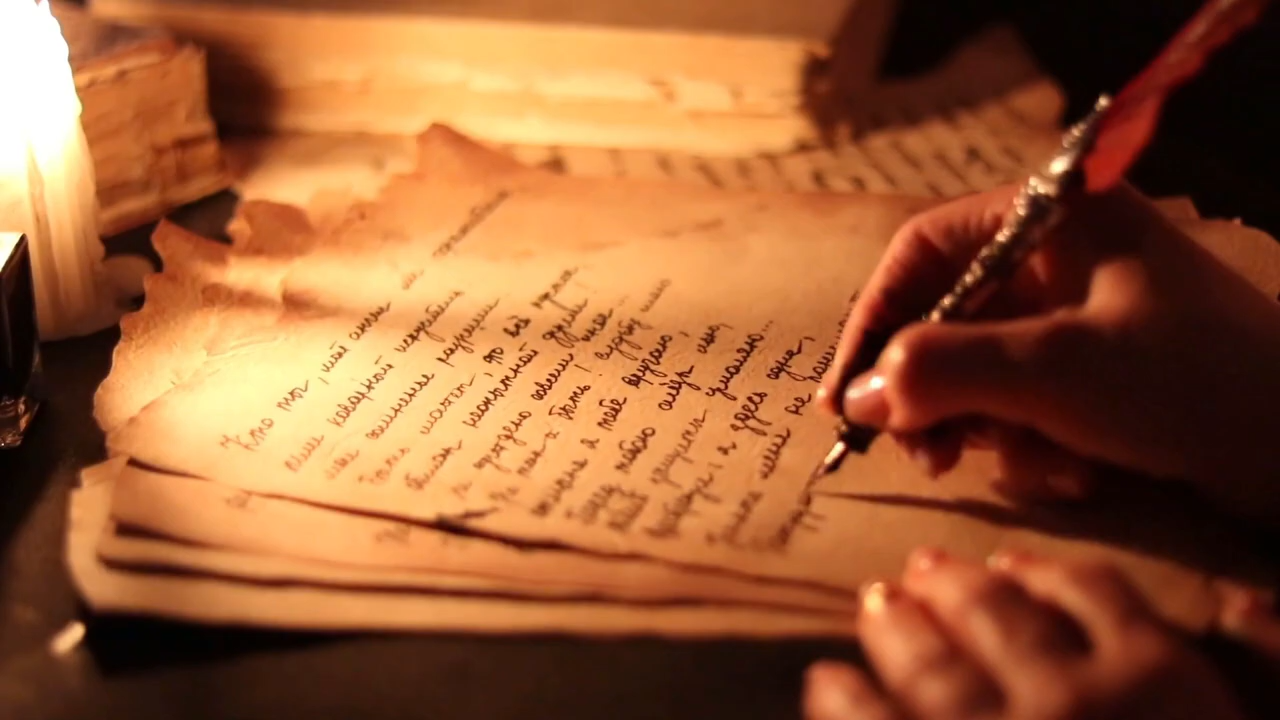 Кто ты, мой ангел ли хранитель
или коварный искуситель
мои сомненья разреши
Быть может, это всё пустое
обман неопытной души!
И суждено совсем иное...
Но так и быть! судьбу мою
отныне я тебе вручаю,
Перед тобою слёзы лью,
защиты умоляю...
Вообрази: я здесь одна,
Никто меня не понимает